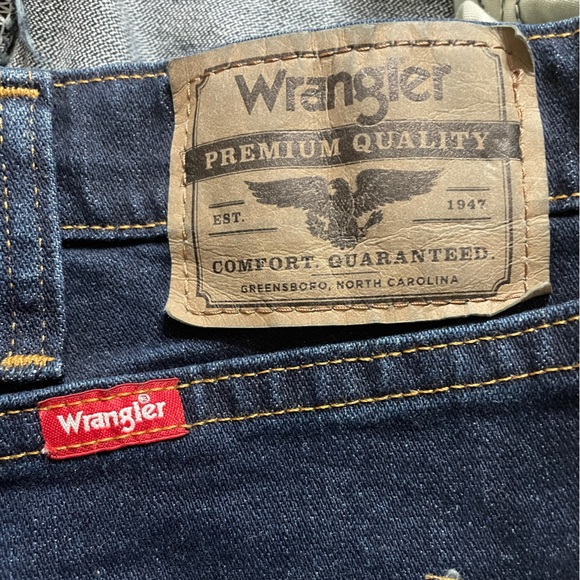 Wrangler
PREMIUM QUALITY
EST. 1947
COMFORT. GUARANTEED.
GREENSBORO, NORTH CAROLINA
Wrangler®